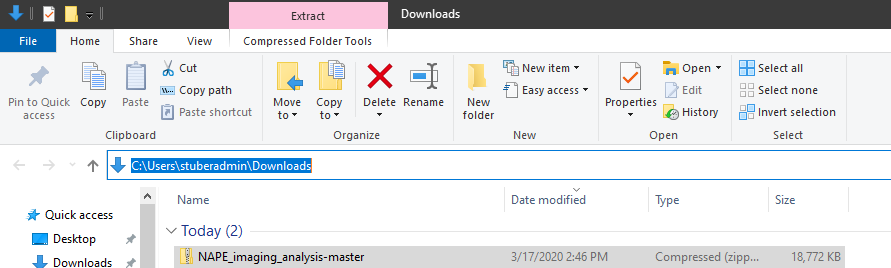 Extract
Downloads
File
Home
Share
View
Compressed Folder Tools
Pin to Quick access
Copy
Paste
Cut
Copy path
Paste shortcut
Move to
Copy to
Delete
Rename
New folder
New item
Easy access
Properties
Open
Edit
History
Select all
Select none
Invert selection
Clipboard
Organize
New
Open
Select
C:\Users\stuberadmin\Downloads
Name
Date modified
Type
Size
Quick access
Desktop
Downloads
Today (2)
NAPE_imaging_analysis-master
3/17/2020 2:46 PM
Compressed (zipp...
18,772 KB